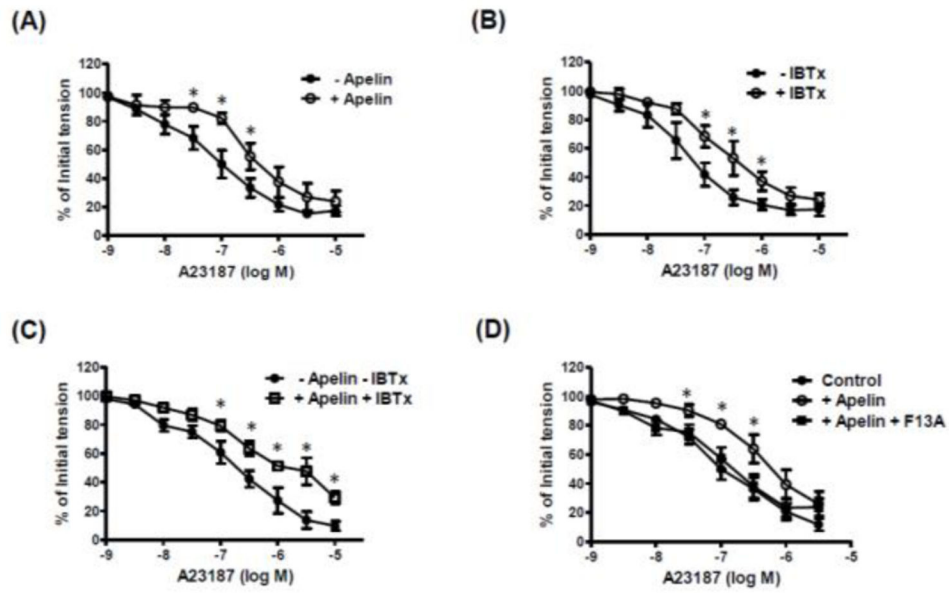 (A)
120
100
80
60
40
20
0
% of Initial tension
- Apelin
+ Apelin
* * *
-9 -8 -7 -6 -5
A23187 (log M)
(B)
120
100
80
60
40
20
0
% of Initial tension
- IBTx
+ IBTx
* * *
-9 -8 -7 -6 -5
A23187 (log M)
(C)
120
100
80
60
40
20
0
% of Initial tension
- Apelin - IBTx
+ Apelin + IBTx
* * * * *
-9 -8 -7 -6 -5
A23187 (log M)
(D)
120
100
80
60
40
20
0
% of Initial tension
Control
+ Apelin
+ Apelin + F13A
* * *
-9 -8 -7 -6 -5
A23187 (log M)